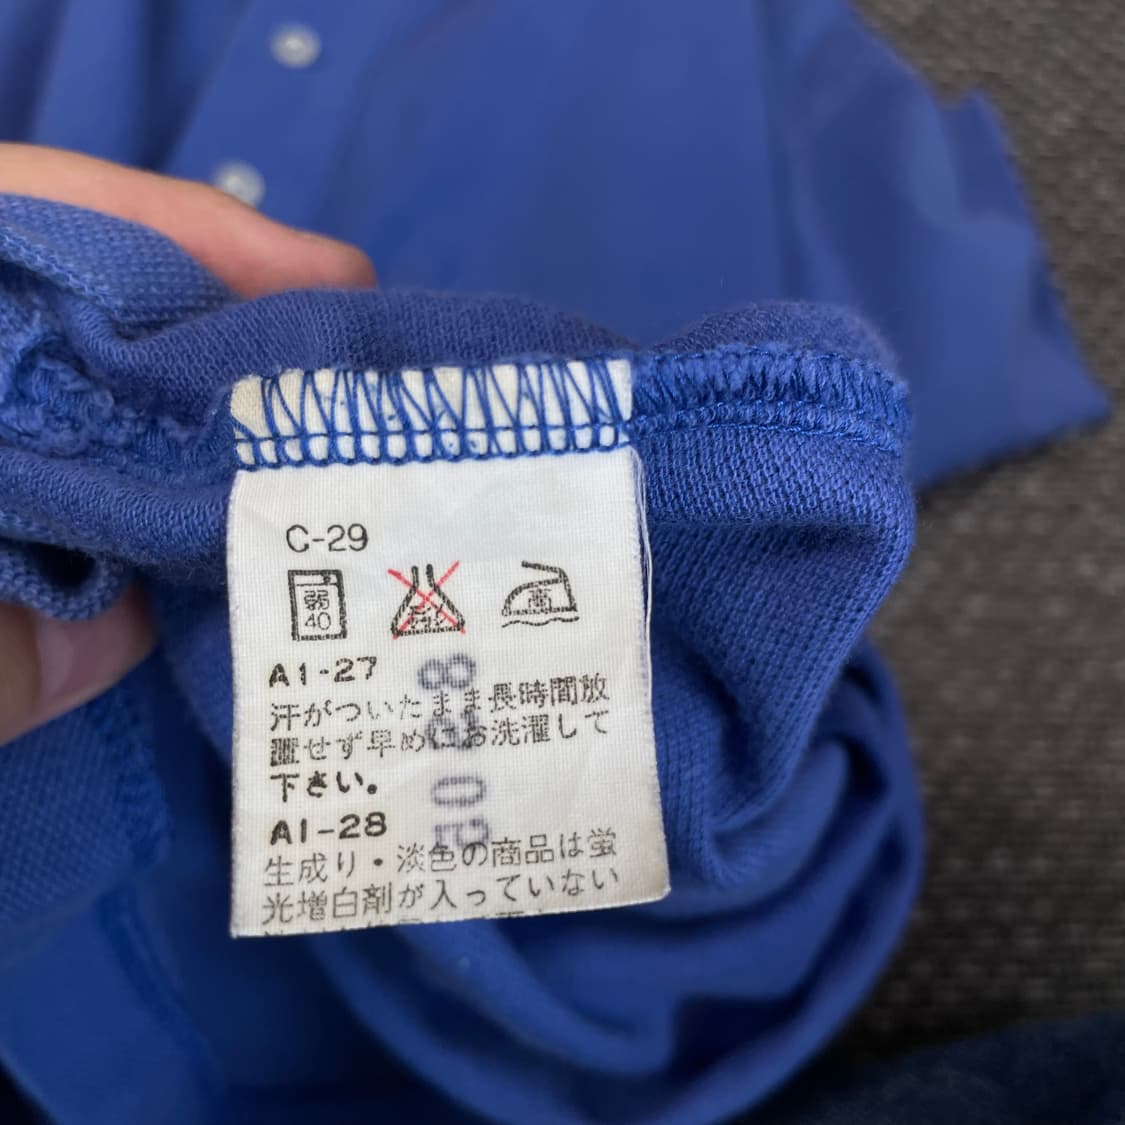 C-29
弱
40
高
A1-27
汗がついたまま長時間放
置せず早めにお洗濯して
下さい。
A1-28
生成り・淡色の商品は蛍
光増白剤が入っていない